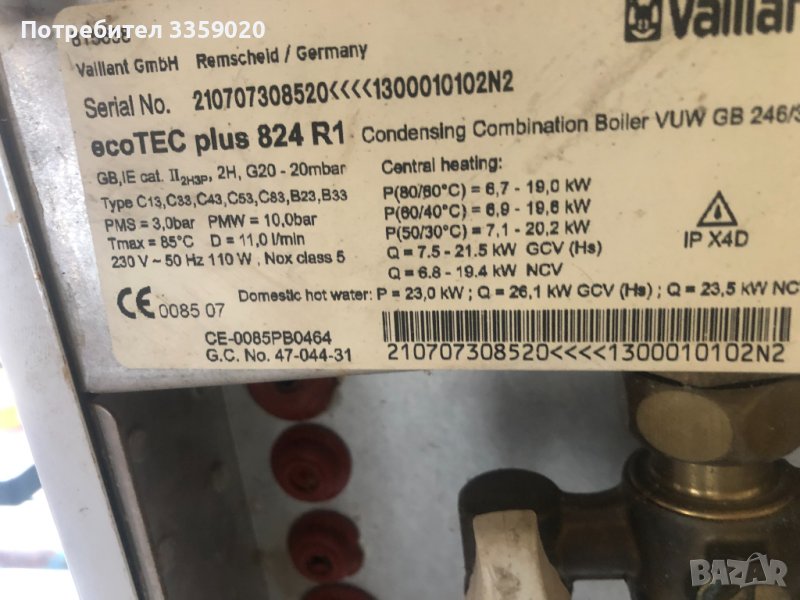 Потребител 3359020
Vaillant
Vaillant GmbH Remscheid / Germany
Serial No. 210707308520<<<<1300010102N2
ecoTEC plus 824 R1 Condensing Combination Boiler VUW GB 246/3
GB,IE cat. II2H3P, 2H, G20 - 20mbar
Type C13,C33,C43,C53,C83,B23,B33
PMS = 3,0bar PMW = 10,0bar
Tmax = 85°C D = 11,0 l/min
230 V ~ 50 Hz 110 W , Nox class 5
Central heating:
P(80/60°C) = 6,7 - 19,0 kW
P(60/40°C) = 6,9 - 19,6 kW
P(50/30°C) = 7,1 - 20,2 kW
Q = 7.5 - 21.5 kW GCV (Hs)
Q = 6.8 - 19.4 kW NCV
IP X4D
CE 0085 07
Domestic hot water: P = 23,0 kW ; Q = 26,1 kW GCV (Hs) ; Q = 23,5 kW NC
CE-0085PB0464
G.C. No. 47-044-31
210707308520<<<<1300010102N2
BAZAR